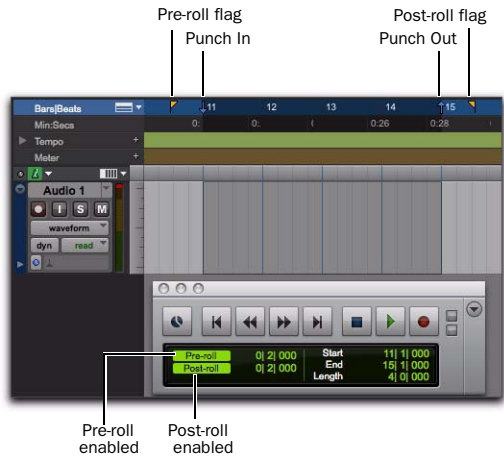 Pre-roll flag
Post-roll flag
Punch In
Punch Out
Bars|Beats
11
12
13
14
15
Min:Secs
0:
0:
0:26
0:28
Tempo
+
Meter
+
Audio 1
I
S
M
waveform
dyn
read
Pre-roll
0| 2| 000
Start
11| 1| 000
Post-roll
0| 2| 000
End
15| 1| 000
Length
4| 0| 000
Pre-roll
enabled
Post-roll
enabled